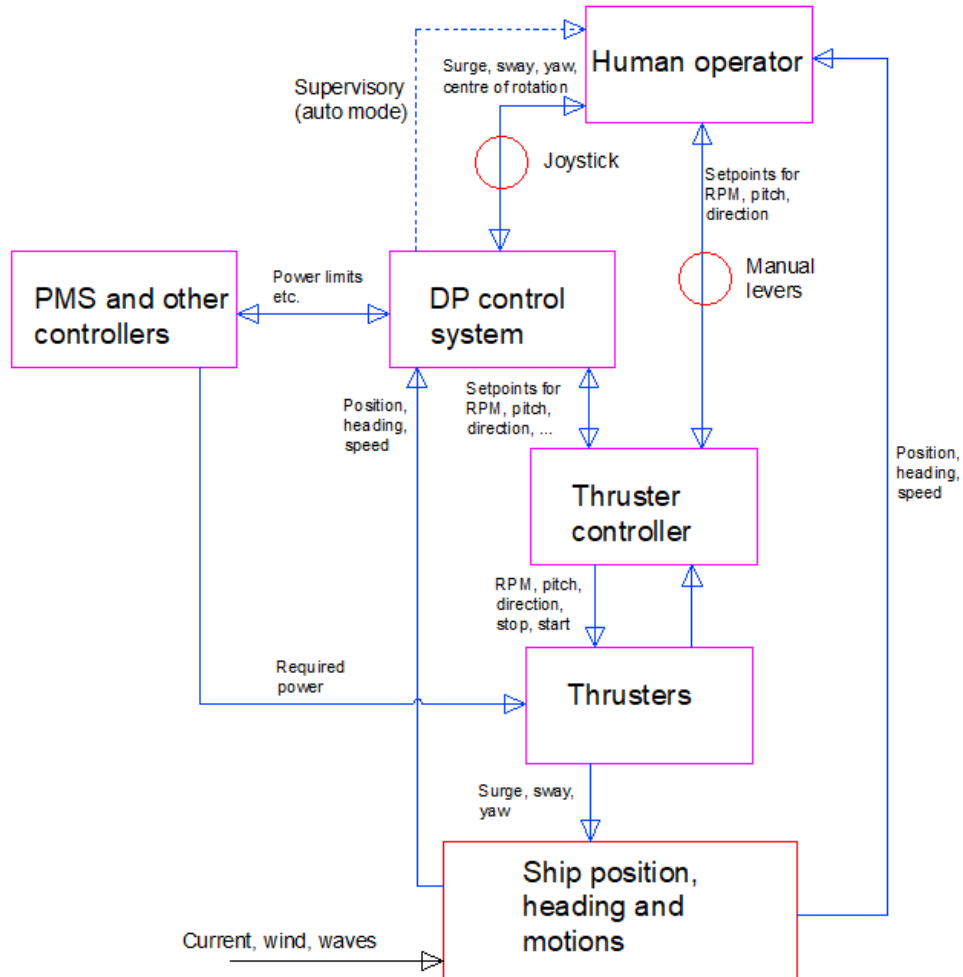 Human operator
Surge, sway, yaw,
centre of rotation
Supervisory
(auto mode)
Joystick
Setpoints for
RPM, pitch,
direction
Manual
levers
PMS and other
controllers
Power limits
etc.
DP control
system
Position,
heading,
speed
Setpoints for
RPM, pitch,
direction, ...
Position,
heading,
speed
Thruster
controller
RPM, pitch,
direction,
stop, start
Required
power
Thrusters
Surge, sway,
yaw
Ship position,
heading and
motions
Current, wind, waves